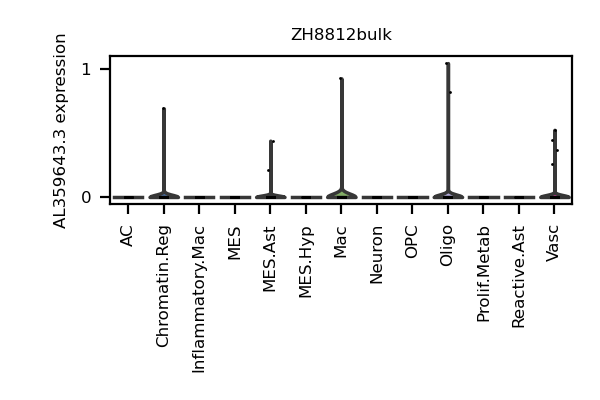 ZH8812bulk
AL359643.3 expression
1
0
AC
Chromatin.Reg
Inflammatory.Mac
MES
MES.Ast
MES.Hyp
Mac
Neuron
OPC
Oligo
Prolif.Metab
Reactive.Ast
Vasc